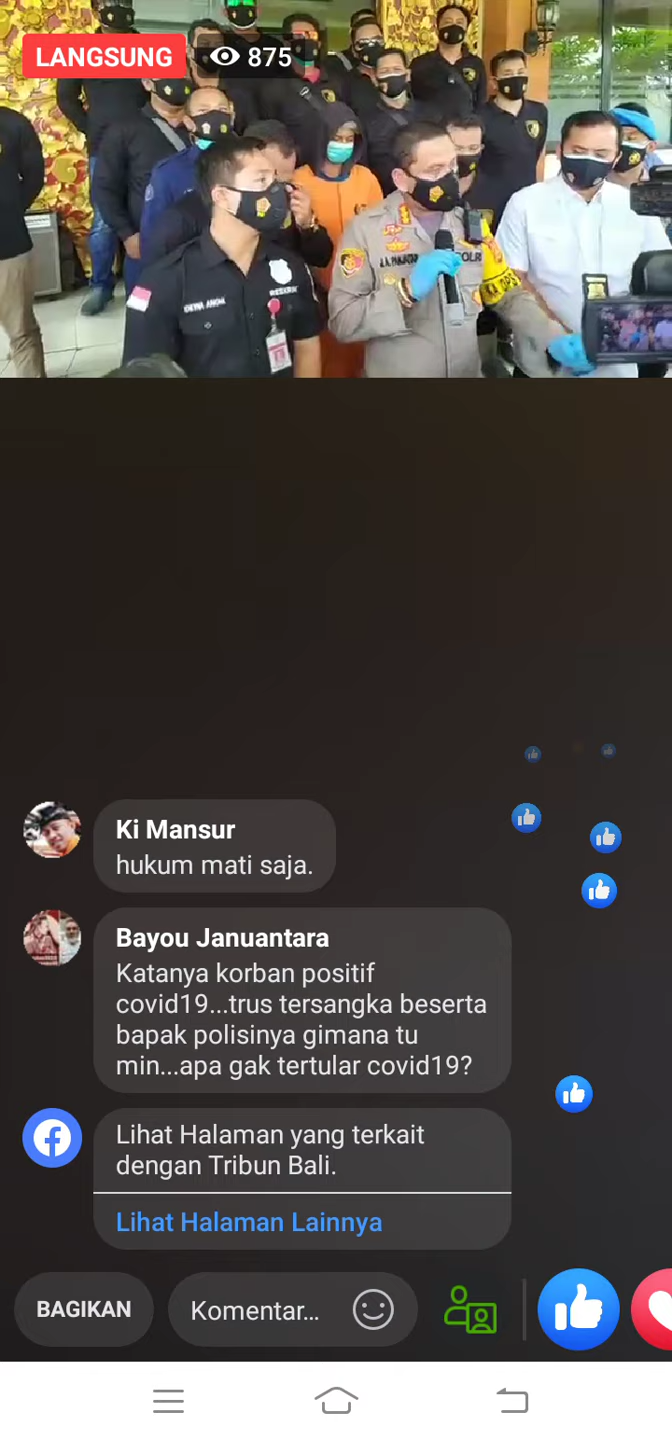 LANGSUNG
875
POLRI
Ki Mansur
hukum mati saja.
Bayou Januantara
Katanya korban positif
covid19...trus tersangka beserta
bapak polisinya gimana tu
min...apa gak tertular covid19?
Lihat Halaman yang terkait
dengan Tribun Bali.
Lihat Halaman Lainnya
BAGIKAN
Komentar...